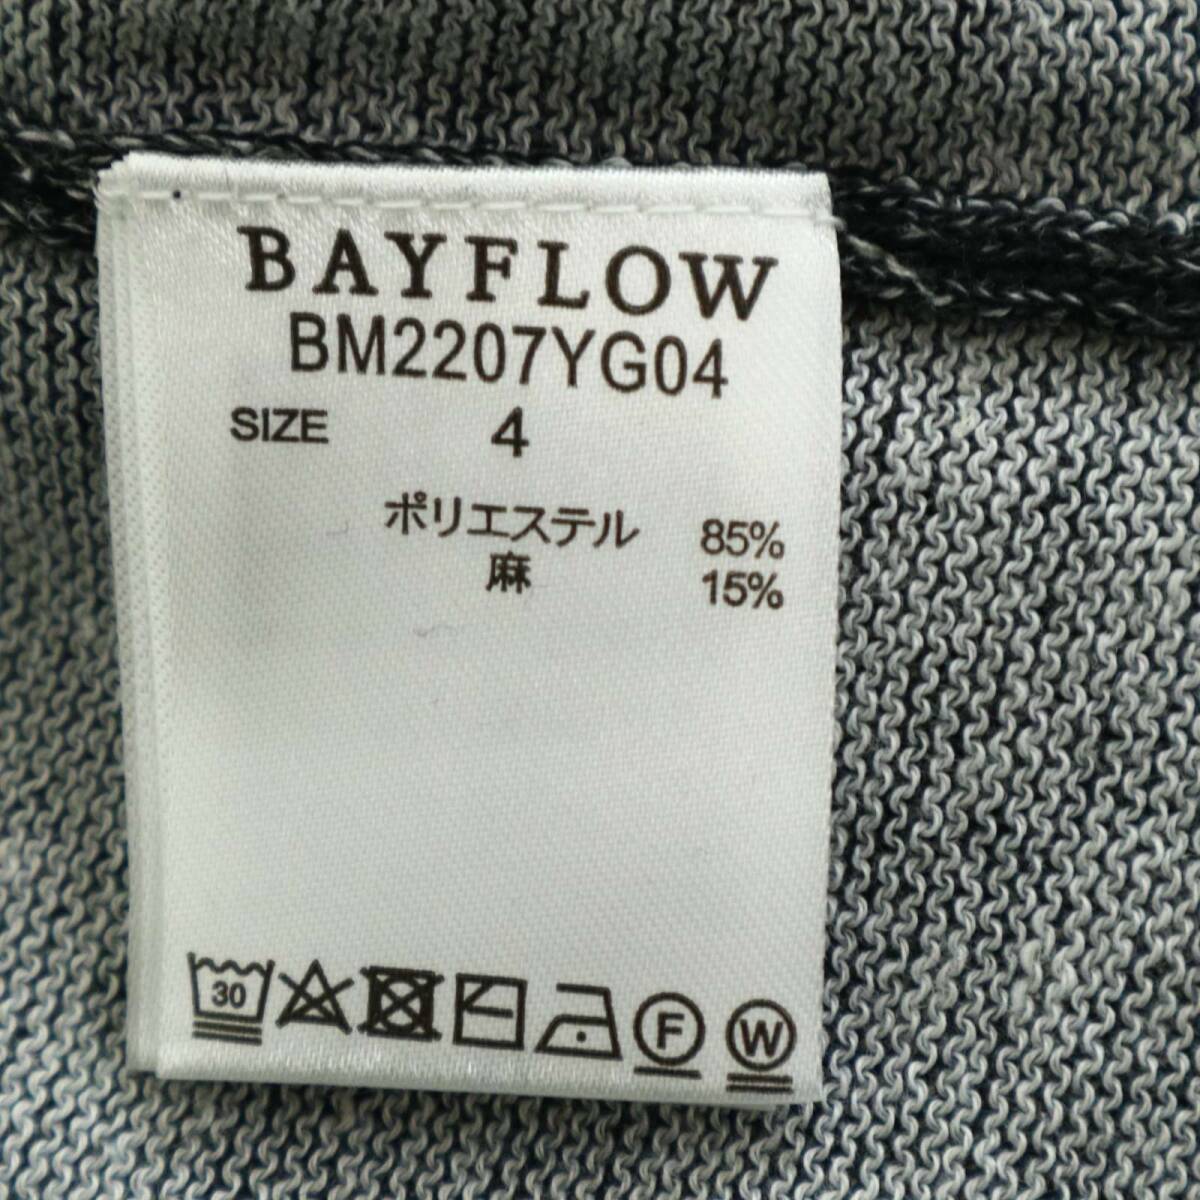 BAYFLOW
BM2207YG04
SIZE 4
ポリエステル 85%
麻 15%
30 F W